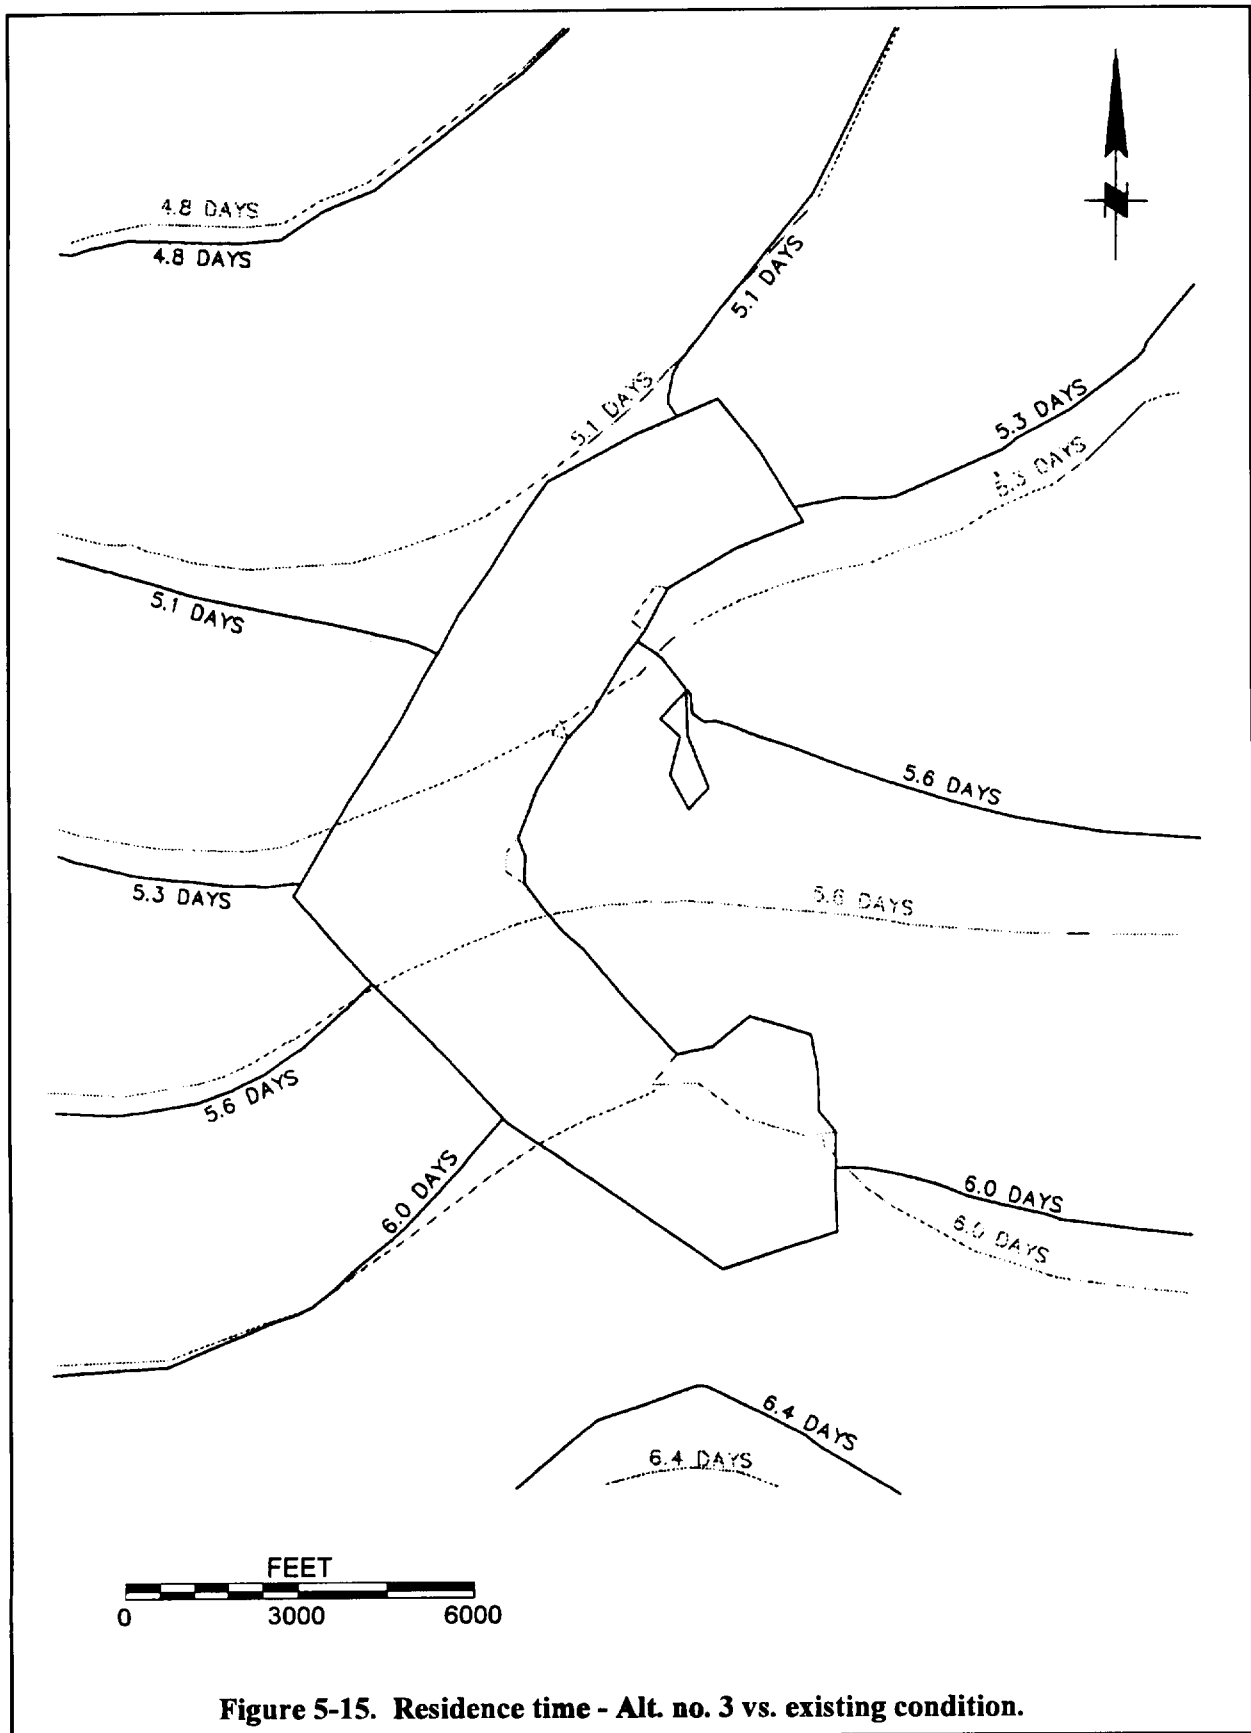 4.8 DAYS
4.8 DAYS
5.1 DAYS
5.1 DAYS
5.3 DAYS
5.3 DAYS
5.1 DAYS
5.6 DAYS
5.3 DAYS
5.6 DAYS
5.6 DAYS
6.0 DAYS
6.0 DAYS
6.0 DAYS
6.4 DAYS
6.4 DAYS
FEET
0 3000 6000
Figure 5-15. Residence time - Alt. no. 3 vs. existing condition.